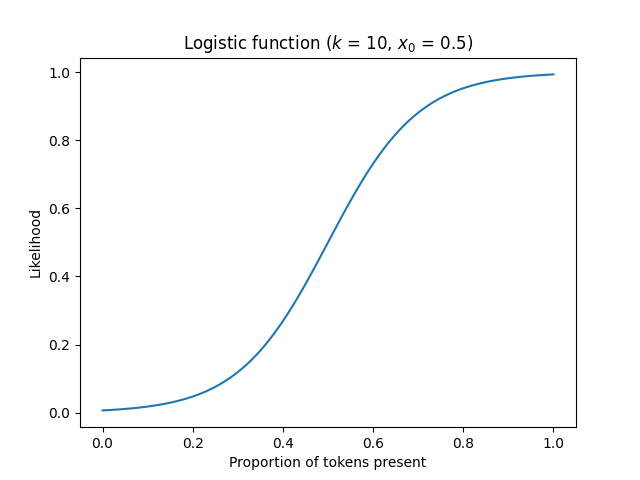 Logistic function (k = 10, x₀ = 0.5)
1.0
0.8
0.6
0.4
0.2
0.0
Likelihood
0.0 0.2 0.4 0.6 0.8 1.0
Proportion of tokens present